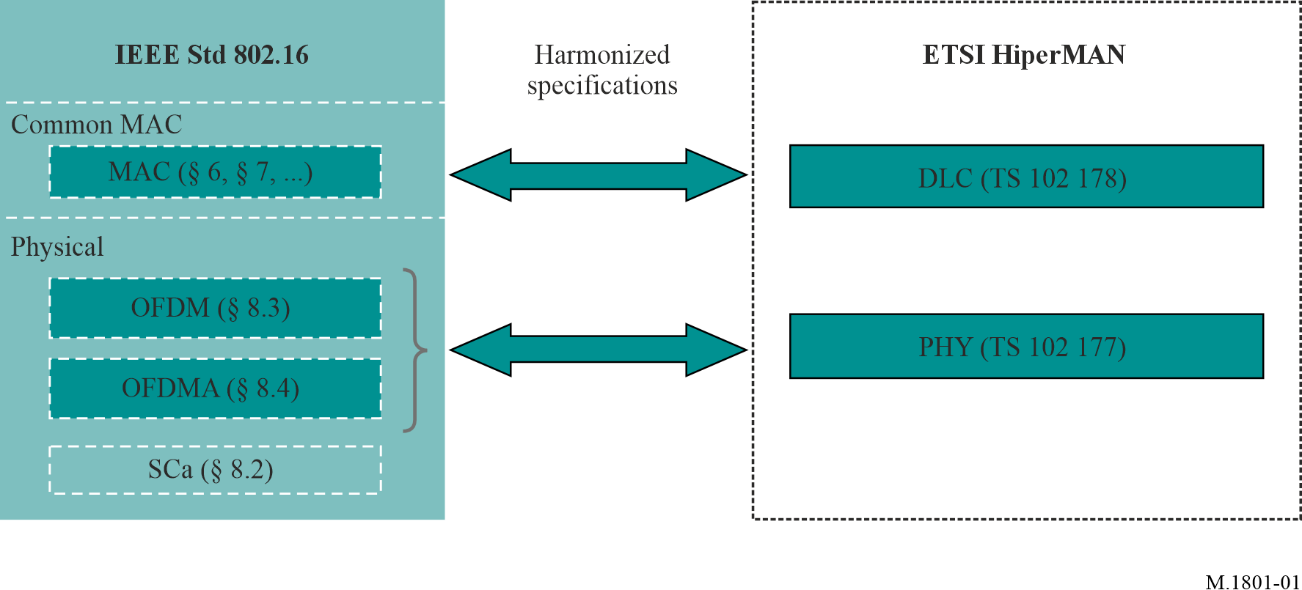 IEEE Std 802.16
Harmonized
specifications
ETSI HiperMAN
Common MAC
MAC (§ 6, § 7, ...)
DLC (TS 102 178)
Physical
OFDM (§ 8.3)
OFDMA (§ 8.4)
PHY (TS 102 177)
SCa (§ 8.2)
M.1801-01